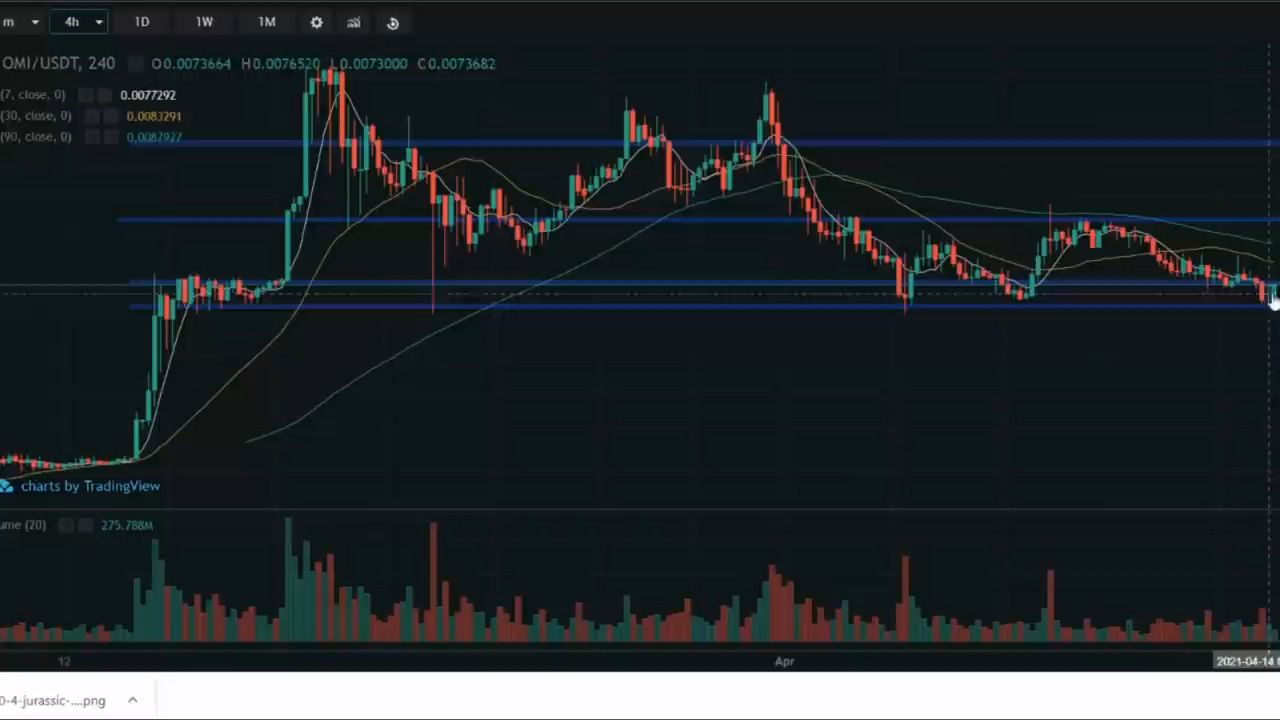 m 4h 1D 1W 1M
OMI/USDT, 240 O0.0073664 H0.0076520 L0.0073000 C0.0073682
(7, close, 0) 0.0077292
(30, close, 0) 0.0083291
(90, close, 0) 0.0087927
charts by TradingView
ume (20) 275.788M
12 Apr 2021-04-14
0-4-jurassic-....png